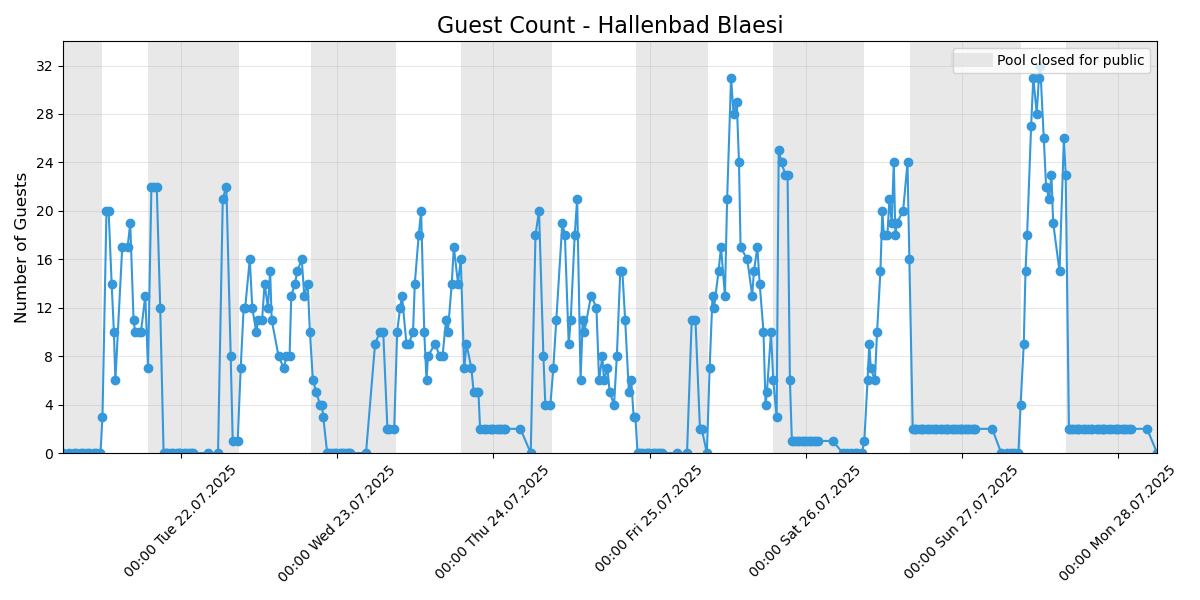 Guest Count - Hallenbad Blaesi
Pool closed for public
Number of Guests
32
28
24
20
16
12
8
4
0
00:00 Tue 22.07.2025
00:00 Wed 23.07.2025
00:00 Thu 24.07.2025
00:00 Fri 25.07.2025
00:00 Sat 26.07.2025
00:00 Sun 27.07.2025
00:00 Mon 28.07.2025